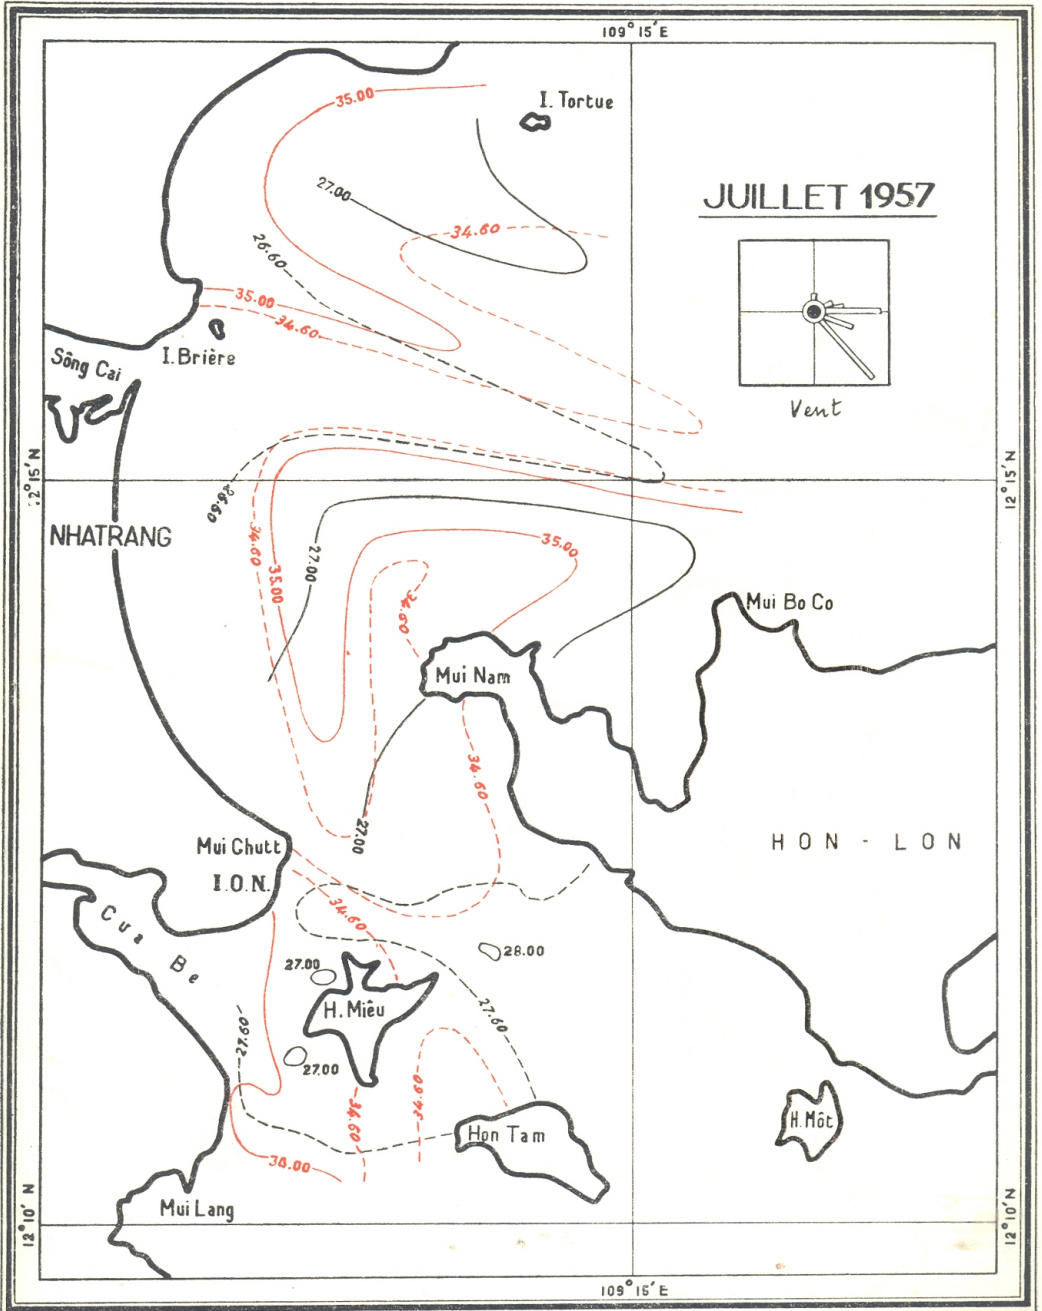 109° 15' E
35.00
I. Tortue
27.00
JUILLET 1957
34.60
26.60
35.00
34.60
I. Brière
Sông Cai
Vent
12° 15' N
12° 15' N
26.60
NHATRANG
34.60
27.00
35.00
35.00
34.60
Mui Bo Co
Mui Nam
34.60
27.00
Mui Chutt
HON - LON
I.O.N.
34.60
Cưa Be
28.00
27.00
H. Miêu
27.60
27.60
27.00
34.60
34.60
H. Môt
Hon Tam
Mui Lang
12° 10' N
12° 10' N
109° 15' E